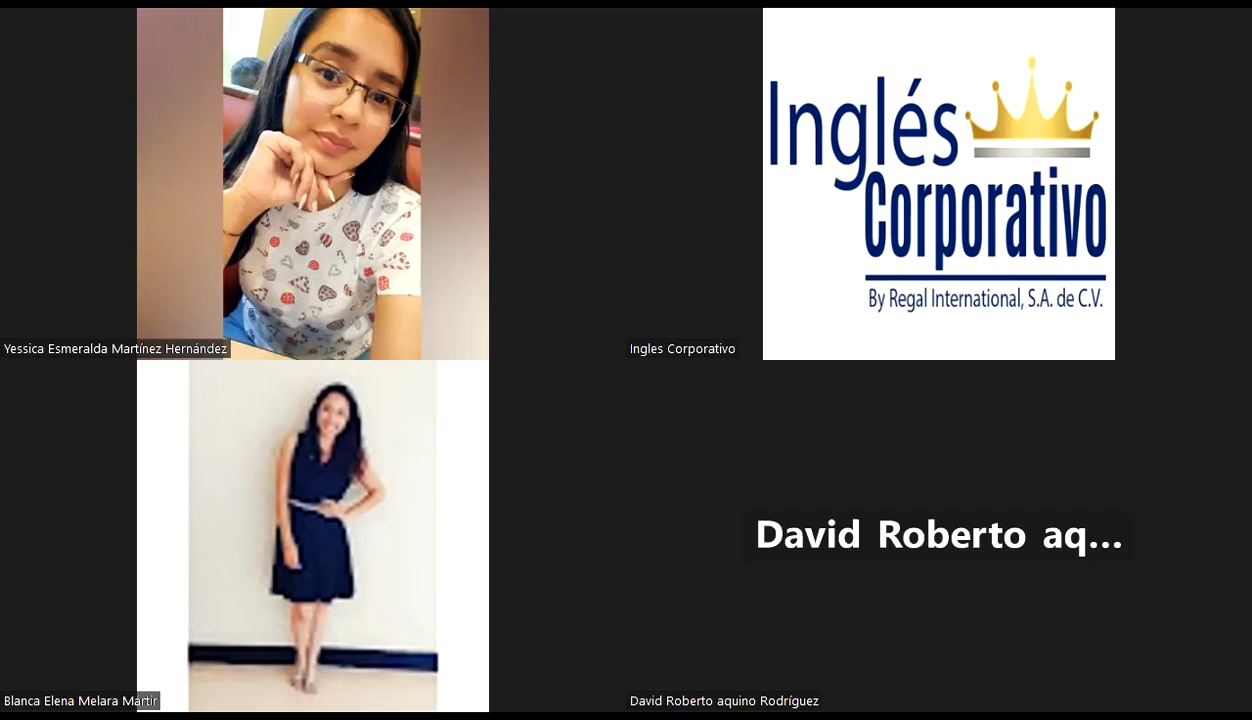 Inglés
Corporativo
By Regal International, S.A. de C.V.
Yessica Esmeralda Martínez Hernández
Ingles Corporativo
David Roberto aq...
Blanca Elena Melara Mártir
David Roberto aquino Rodríguez